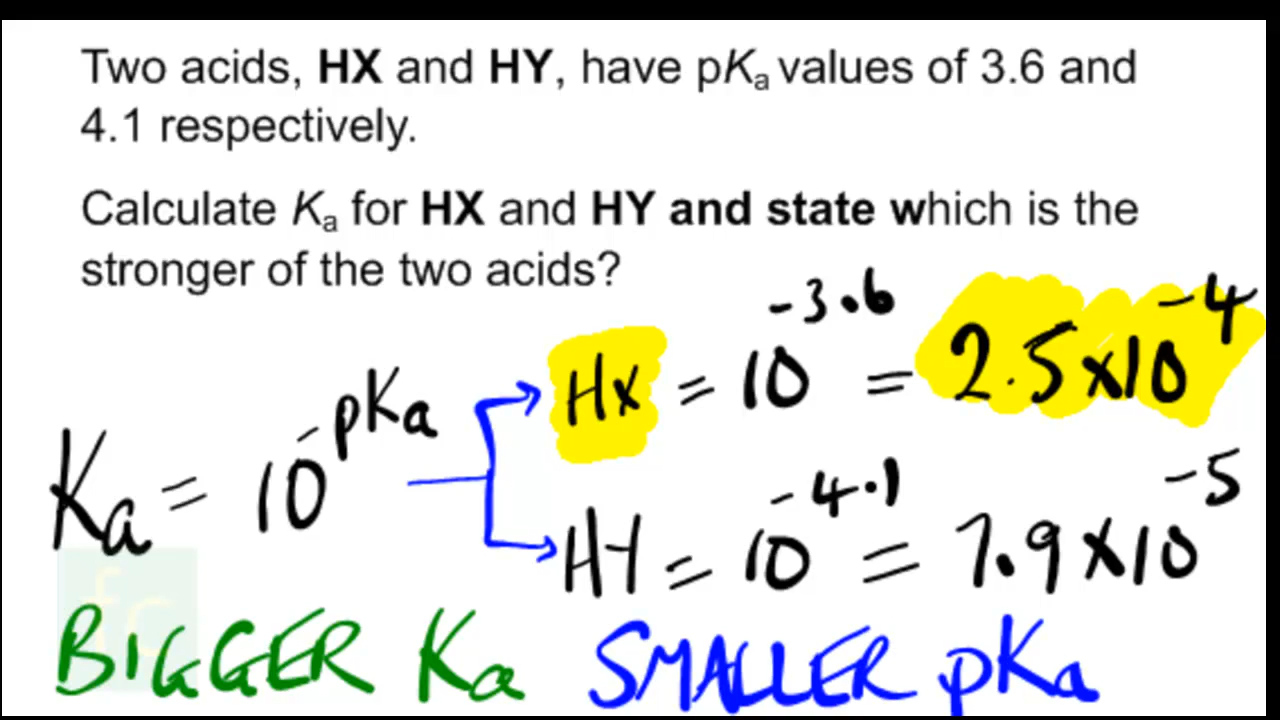 Two acids, HX and HY, have pKa values of 3.6 and
4.1 respectively.
Calculate Ka for HX and HY and state which is the
stronger of the two acids?
Ka = 10^-pKa
HX = 10^-3.6 = 2.5x10^-4
HY = 10^-4.1 = 7.9x10^-5
BIGGER Ka SMALLER pKa
fc